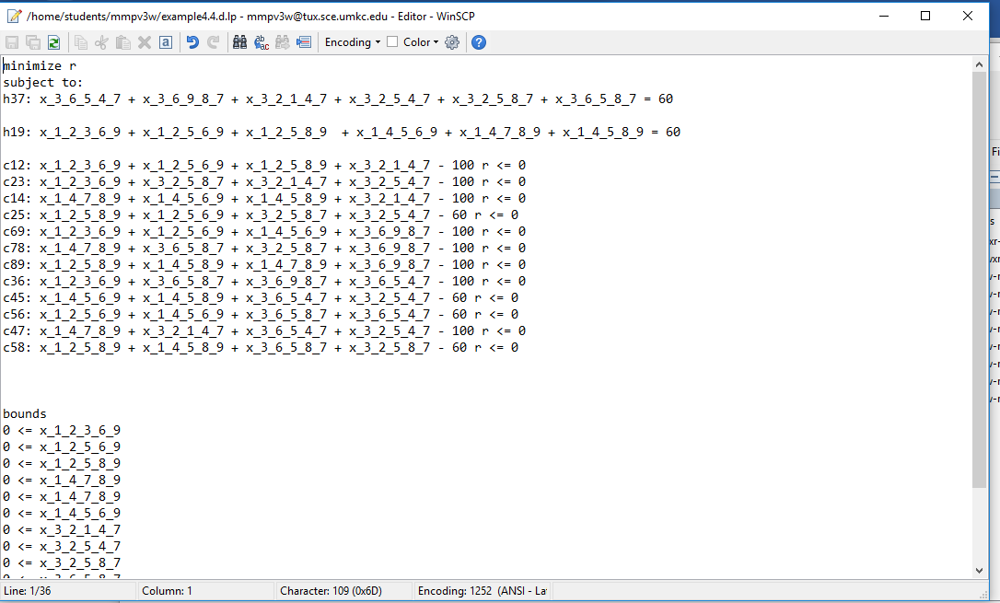 /home/students/mmpv3w/example4.4.d.lp - mmpv3w@tux.sce.umkc.edu - Editor - WinSCP
Encoding Color
minimize r
subject to:
h37: x_3_6_5_4_7 + x_3_6_9_8_7 + x_3_2_1_4_7 + x_3_2_5_4_7 + x_3_2_5_8_7 + x_3_6_5_8_7 = 60
h19: x_1_2_3_6_9 + x_1_2_5_6_9 + x_1_2_5_8_9  + x_1_4_5_6_9 + x_1_4_7_8_9 + x_1_4_5_8_9 = 60
c12: x_1_2_3_6_9 + x_1_2_5_6_9 + x_1_2_5_8_9 + x_3_2_1_4_7 - 100 r <= 0
c23: x_1_2_3_6_9 + x_3_2_5_8_7 + x_3_2_1_4_7 + x_3_2_5_4_7 - 100 r <= 0
c14: x_1_4_7_8_9 + x_1_4_5_6_9 + x_1_4_5_8_9 + x_3_2_1_4_7 - 100 r <= 0
c25: x_1_2_5_8_9 + x_1_2_5_6_9 + x_3_2_5_8_7 + x_3_2_5_4_7 - 60 r <= 0
c69: x_1_2_3_6_9 + x_1_2_5_6_9 + x_1_4_5_6_9 + x_3_6_9_8_7 - 100 r <= 0
c78: x_1_4_7_8_9 + x_3_6_5_8_7 + x_3_2_5_8_7 + x_3_6_9_8_7 - 100 r <= 0
c89: x_1_2_5_8_9 + x_1_4_5_8_9 + x_1_4_7_8_9 + x_3_6_9_8_7 - 100 r <= 0
c36: x_1_2_3_6_9 + x_3_6_5_8_7 + x_3_6_9_8_7 + x_3_6_5_4_7 - 100 r <= 0
c45: x_1_4_5_6_9 + x_1_4_5_8_9 + x_3_6_5_4_7 + x_3_2_5_4_7 - 60 r <= 0
c56: x_1_2_5_6_9 + x_1_4_5_6_9 + x_3_6_5_8_7 + x_3_6_5_4_7 - 60 r <= 0
c47: x_1_4_7_8_9 + x_3_2_1_4_7 + x_3_6_5_4_7 + x_3_2_5_4_7 - 100 r <= 0
c58: x_1_2_5_8_9 + x_1_4_5_8_9 + x_3_6_5_8_7 + x_3_2_5_8_7 - 60 r <= 0
bounds
0 <= x_1_2_3_6_9
0 <= x_1_2_5_6_9
0 <= x_1_2_5_8_9
0 <= x_1_4_7_8_9
0 <= x_1_4_7_8_9
0 <= x_1_4_5_6_9
0 <= x_3_2_1_4_7
0 <= x_3_2_5_4_7
0 <= x_3_2_5_8_7
Line: 1/36 Column: 1 Character: 109 (0x6D) Encoding: 1252 (ANSI - La